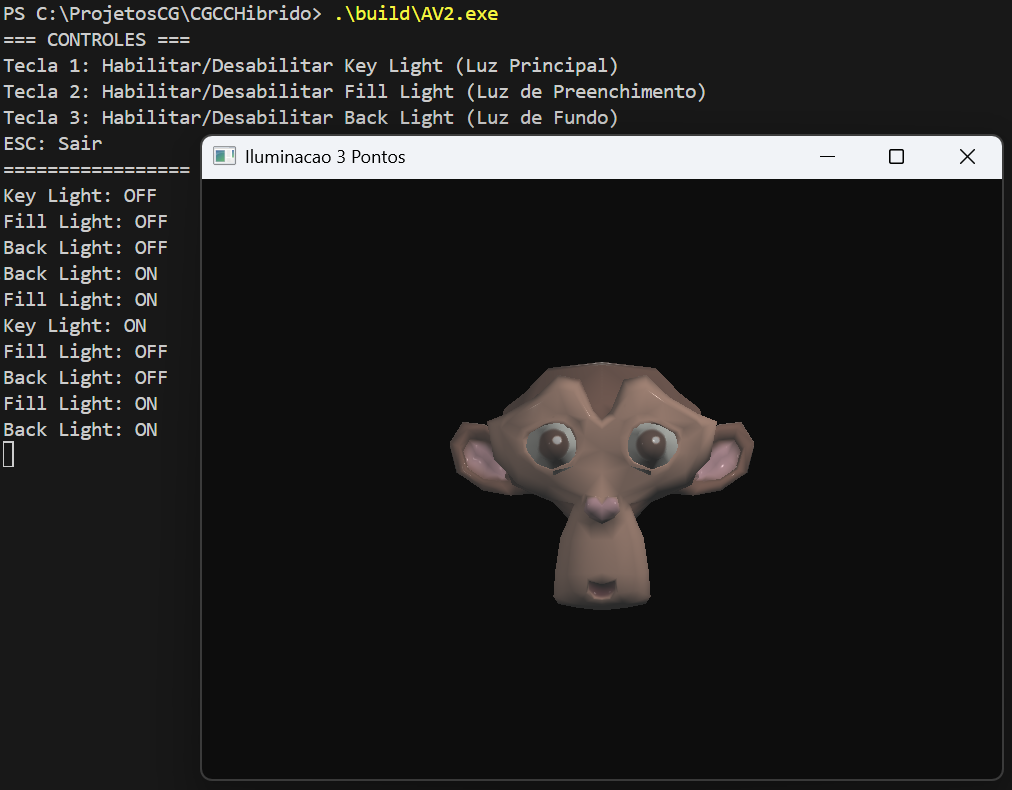 PS C:\ProjetosCG\CGCCHibrido> .\build\AV2.exe
=== CONTROLES ===
Tecla 1: Habilitar/Desabilitar Key Light (Luz Principal)
Tecla 2: Habilitar/Desabilitar Fill Light (Luz de Preenchimento)
Tecla 3: Habilitar/Desabilitar Back Light (Luz de Fundo)
ESC: Sair
=================
Key Light: OFF
Fill Light: OFF
Back Light: OFF
Back Light: ON
Fill Light: ON
Key Light: ON
Fill Light: OFF
Back Light: OFF
Fill Light: ON
Back Light: ON
Iluminacao 3 Pontos